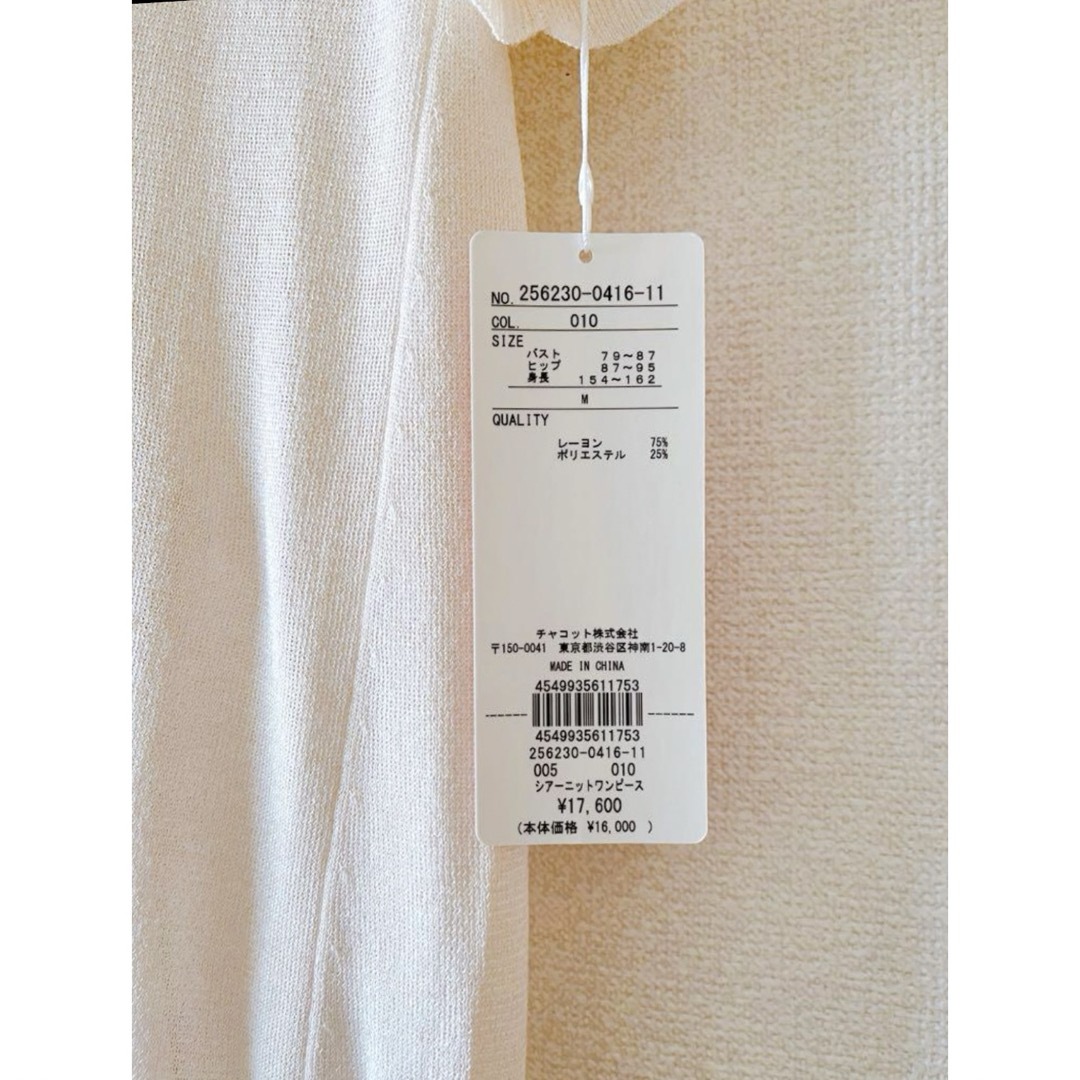 NO. 256230-0416-11
COL. 010
SIZE
バスト 79～87
ヒップ 87～95
身長 154～162
M
QUALITY
レーヨン 75%
ポリエステル 25%
チャコット株式会社
〒150-0041 東京都渋谷区神南1-20-8
MADE IN CHINA
4549935611753
4549935611753
256230-0416-11
005 010
シアーニットワンピース
¥17,600
(本体価格 ¥16,000 )